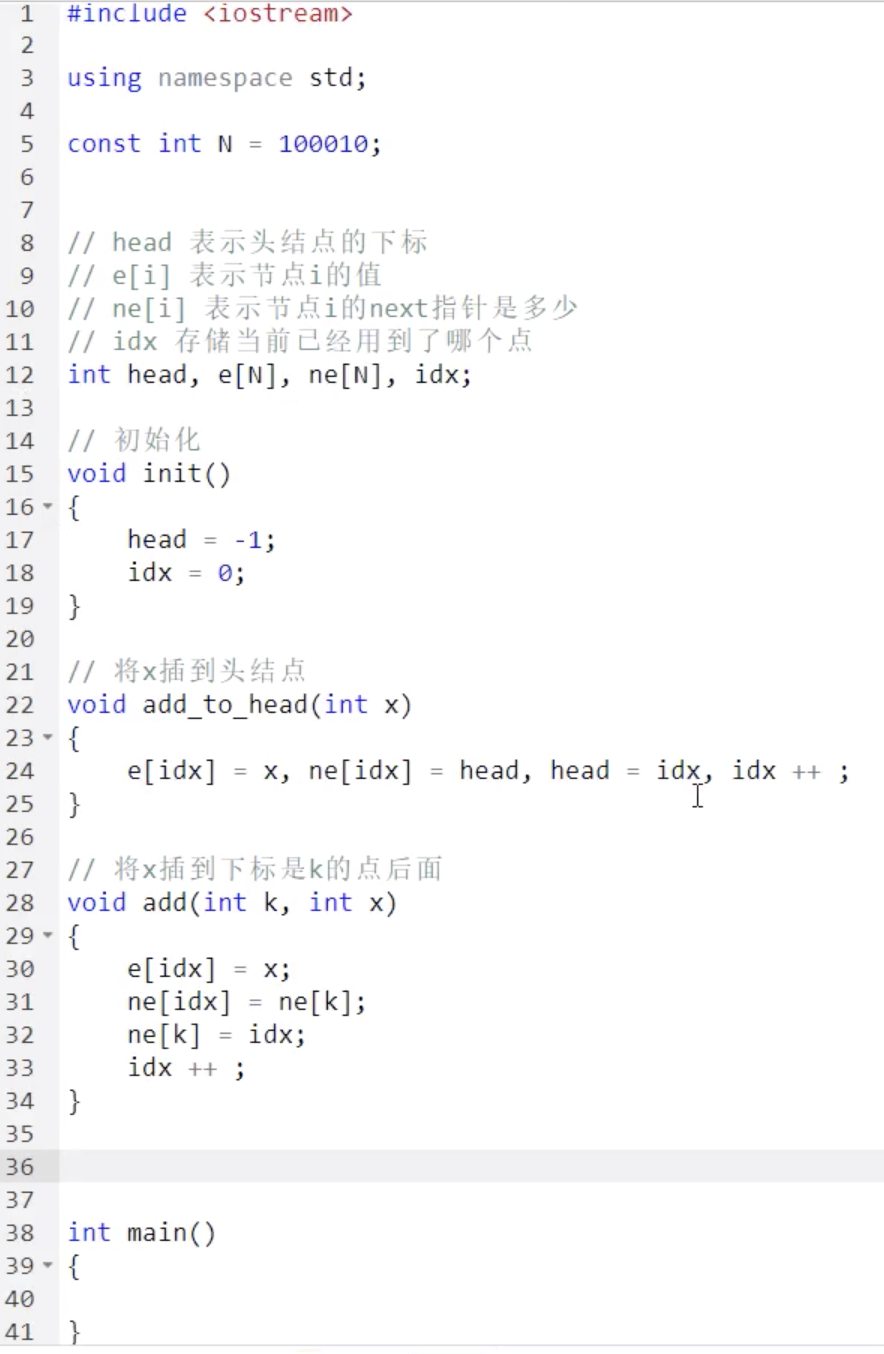 1 #include <iostream>
2
3 using namespace std;
4
5 const int N = 100010;
6
7
8 // head 表示头结点的下标
9 // e[i] 表示节点i的值
10 // ne[i] 表示节点i的next指针是多少
11 // idx 存储当前已经用到了哪个点
12 int head, e[N], ne[N], idx;
13
14 // 初始化
15 void init()
16 {
17     head = -1;
18     idx = 0;
19 }
20
21 // 将x插到头结点
22 void add_to_head(int x)
23 {
24     e[idx] = x, ne[idx] = head, head = idx, idx ++ ;
25 }
26
27 // 将x插到下标是k的点后面
28 void add(int k, int x)
29 {
30     e[idx] = x;
31     ne[idx] = ne[k];
32     ne[k] = idx;
33     idx ++ ;
34 }
35
36
37
38 int main()
39 {
40
41 }